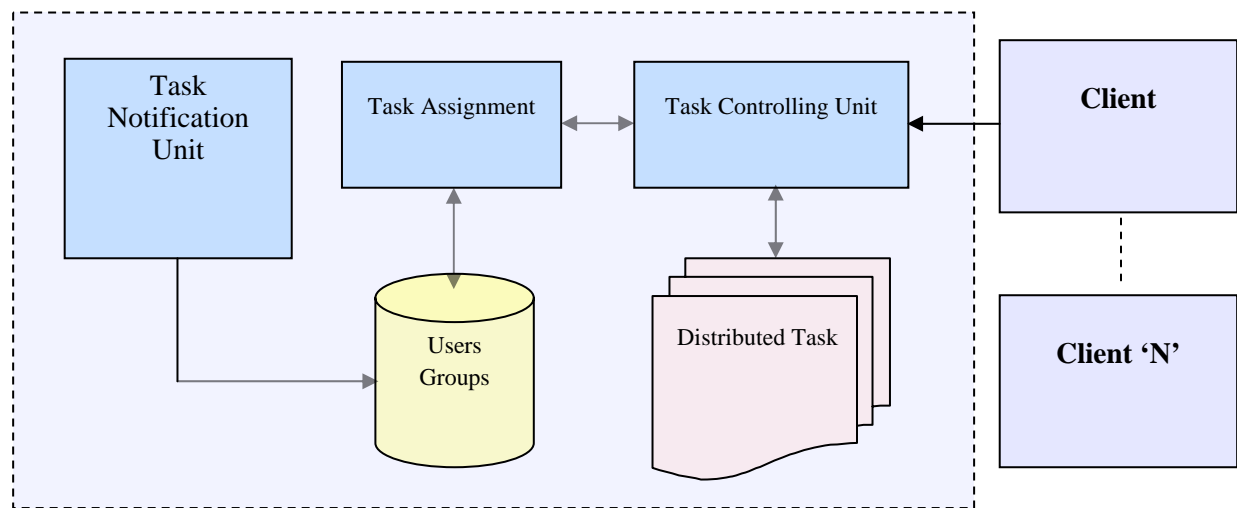 Task
Notification
Unit
Task Assignment
Task Controlling Unit
Client
Users
Groups
Distributed Task
Client ‘N’